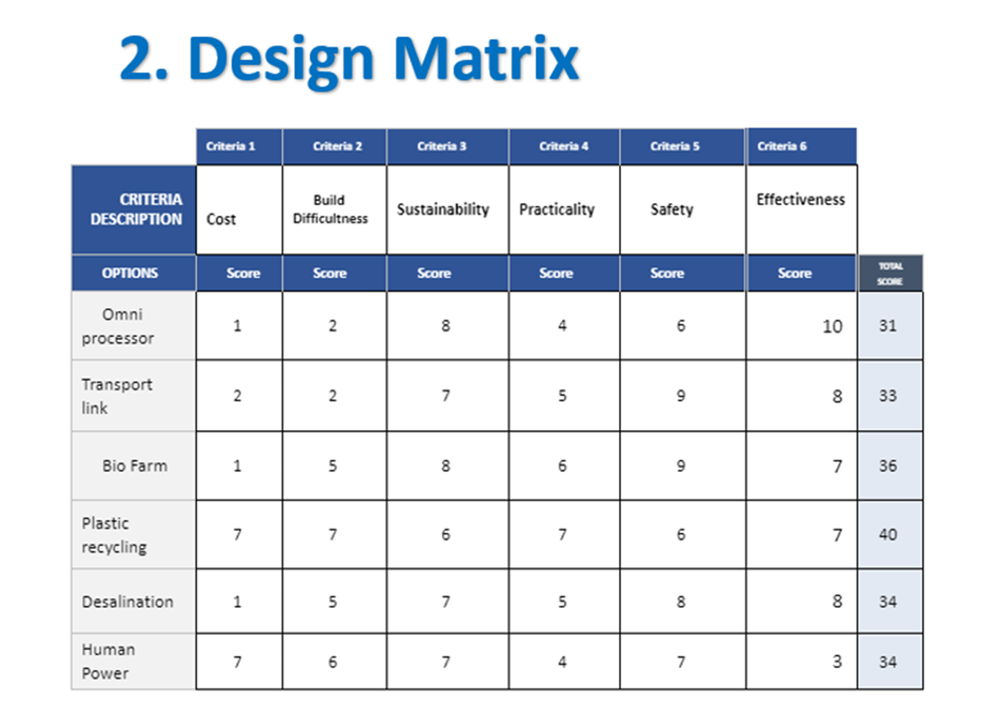 2. Design Matrix
Criteria 1 Criteria 2 Criteria 3 Criteria 4 Criteria 5 Criteria 6
CRITERIA
DESCRIPTION
Cost
Build
Difficultness
Sustainability
Practicality
Safety
Effectiveness
OPTIONS Score Score Score Score Score Score TOTAL
SCORE
Omni
processor
1 2 8 4 6 10 31
Transport
link
2 2 7 5 9 8 33
Bio Farm 1 5 8 6 9 7 36
Plastic
recycling
7 7 6 7 6 7 40
Desalination 1 5 7 5 8 8 34
Human
Power
7 6 7 4 7 3 34